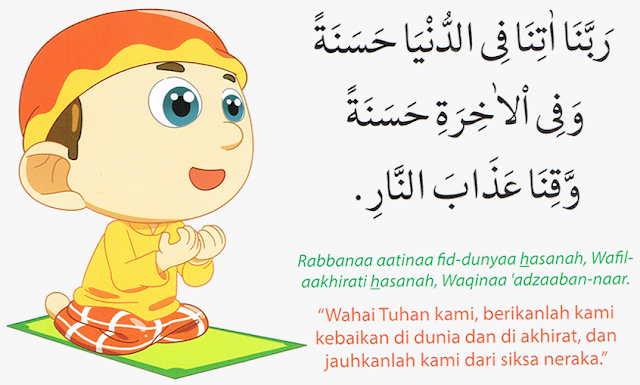 رَبَّنَا اٰتِنَا فِى الدُّنْيَا حَسَنَةً
وَفِى الْاٰخِرَةِ حَسَنَةً
وَّقِنَا عَذَابَ النَّارِ.
Rabbanaa aatinaa fid-dunyaa hasanah, Wafil-
aakhirati hasanah, Waqinaa 'adzaaban-naar.
“Wahai Tuhan kami, berikanlah kami
kebaikan di dunia dan di akhirat, dan
jauhkanlah kami dari siksa neraka.”